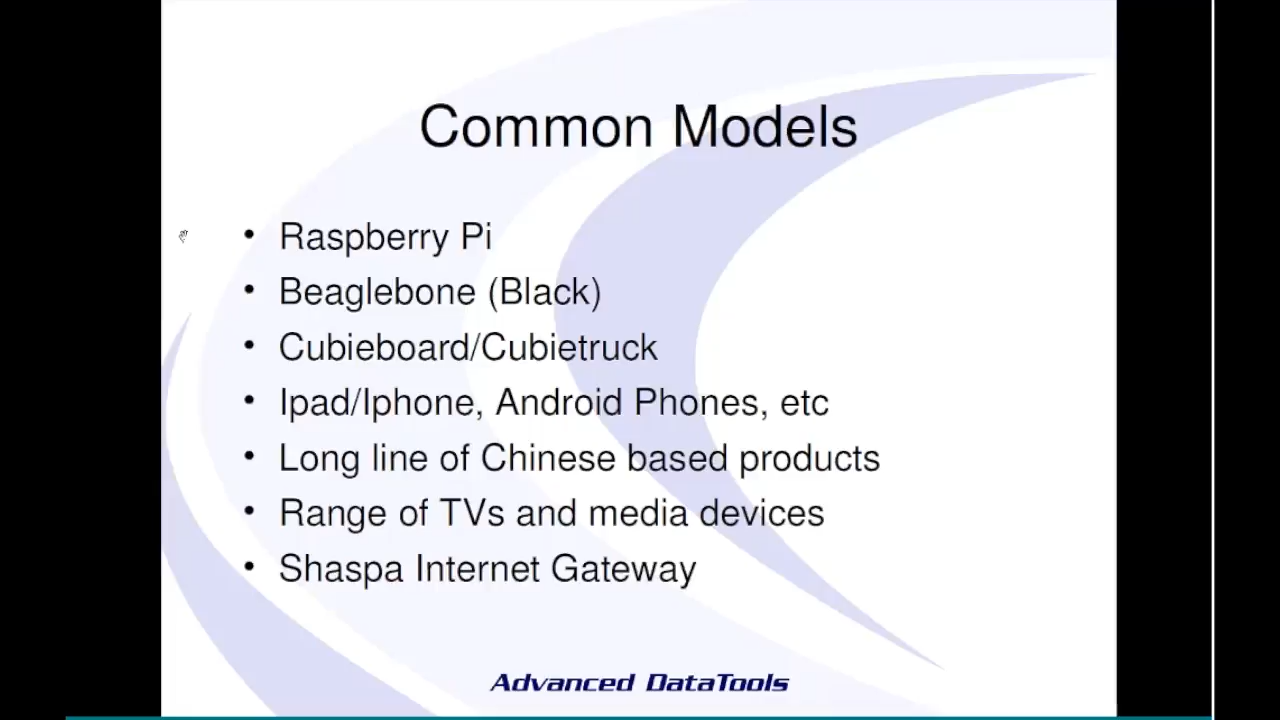 Common Models
• Raspberry Pi
• Beaglebone (Black)
• Cubieboard/Cubietruck
• Ipad/Iphone, Android Phones, etc
• Long line of Chinese based products
• Range of TVs and media devices
• Shaspa Internet Gateway
Advanced DataTools